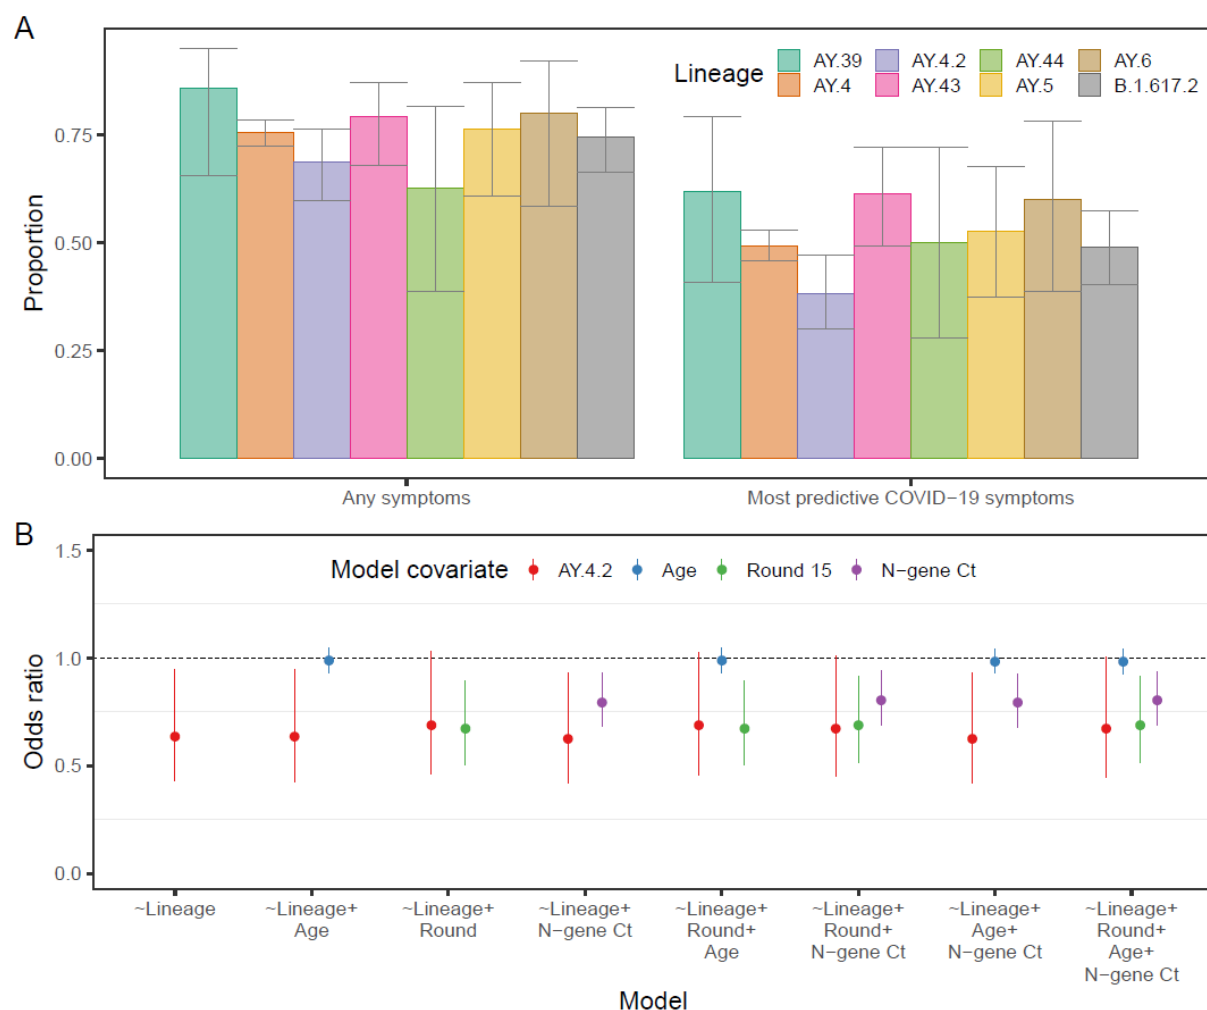 A
Lineage
AY.39 AY.4.2 AY.44 AY.6
AY.4 AY.43 AY.5 B.1.617.2
Proportion
0.75
0.50
0.25
0.00
Any symptoms Most predictive COVID−19 symptoms
B
Model covariate AY.4.2 Age Round 15 N−gene Ct
Odds ratio
1.5
1.0
0.5
0.0
~Lineage
~Lineage+
Age
~Lineage+
Round
~Lineage+
N−gene Ct
~Lineage+
Round+
Age
~Lineage+
Round+
N−gene Ct
~Lineage+
Age+
N−gene Ct
~Lineage+
Round+
Age+
N−gene Ct
Model